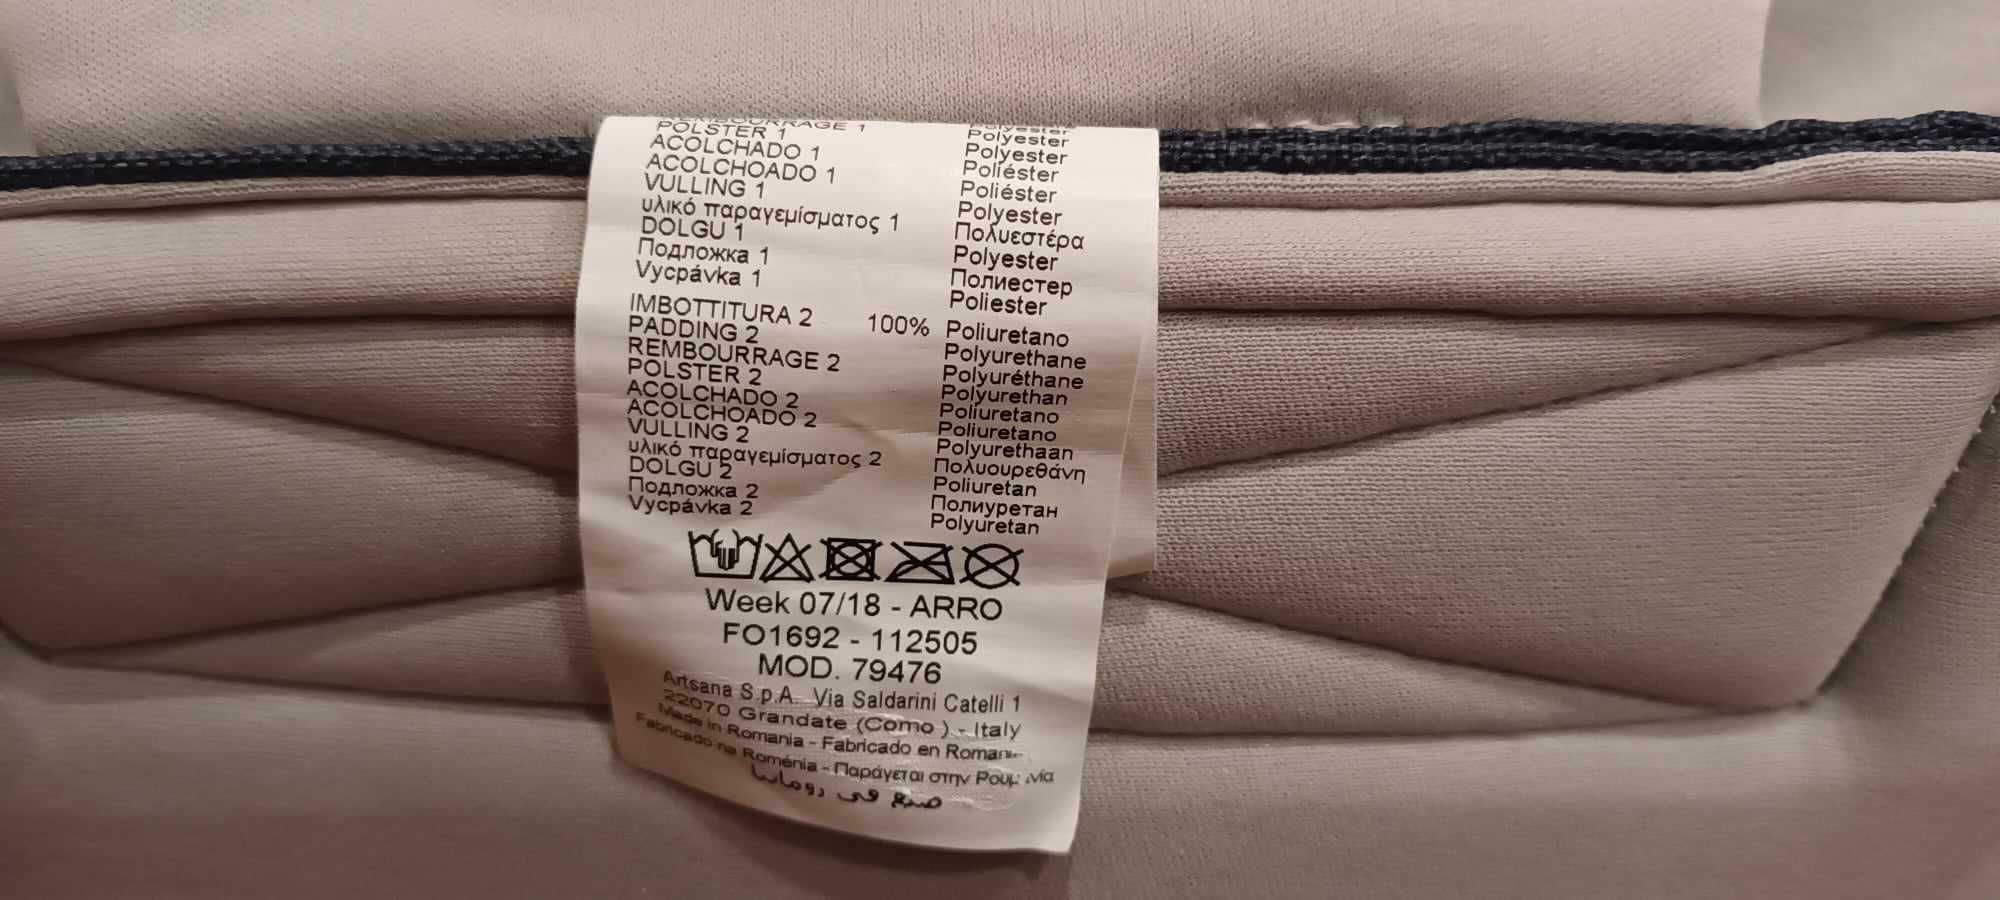 REMBOURRAGE 1 Polyester
POLSTER 1 Polyester
ACOLCHADO 1 Poliéster
ACOLCHOADO 1 Poliéster
VULLING 1 Polyester
υλικό παραγεμίσματος 1 Πολυεστέρα
DOLGU 1 Polyester
Подложка 1 Полиестер
Vycpávka 1 Poliester
IMBOTTITURA 2 100% Poliuretano
PADDING 2 Polyurethane
REMBOURRAGE 2 Polyuréthane
POLSTER 2 Polyurethan
ACOLCHADO 2 Poliuretano
ACOLCHOADO 2 Poliuretano
VULLING 2 Polyurethaan
υλικό παραγεμίσματος 2 Πολυουρεθάνη
DOLGU 2 Poliuretan
Подложка 2 Полиуретан
Vycpávka 2 Polyuretan
Week 07/18 - ARRO
FO1692 - 112505
MOD. 79476
Artsana S.p.A. Via Saldarini Catelli 1
22070 Grandate (Como ) - Italy
Made in Romania - Fabricado en
Fabricado na Roménia - Παράγεται στην
صنع في رومانيا